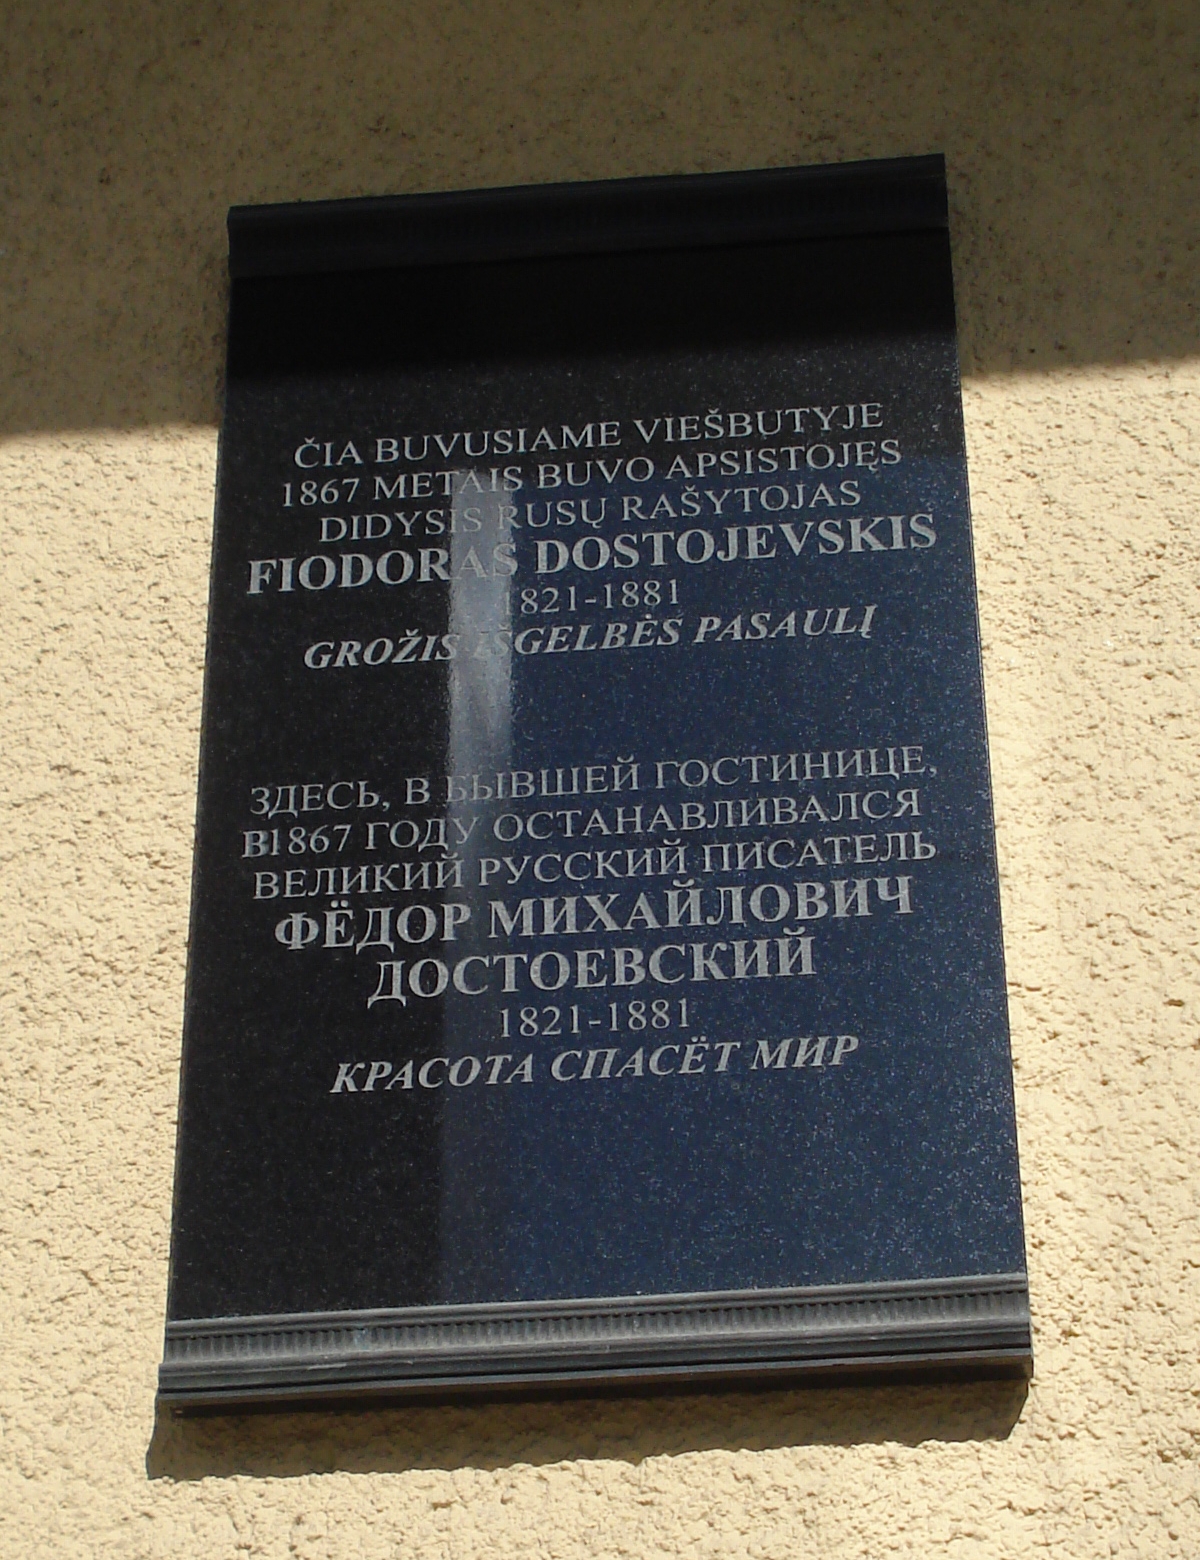 ČIA BUVUSIAME VIEŠBUTYJE
1867 METAIS BUVO APSISTOJĘS
DIDYSIS RUSŲ RAŠYTOJAS
FIODORAS DOSTOJEVSKIS
1821-1881
GROŽIS IŠGELBĖS PASAULĮ
ЗДЕСЬ, В БЫВШЕЙ ГОСТИНИЦЕ,
В1867 ГОДУ ОСТАНАВЛИВАЛСЯ
ВЕЛИКИЙ РУССКИЙ ПИСАТЕЛЬ
ФЁДОР МИХАЙЛОВИЧ
ДОСТОЕВСКИЙ
1821-1881
КРАСОТА СПАСЁТ МИР